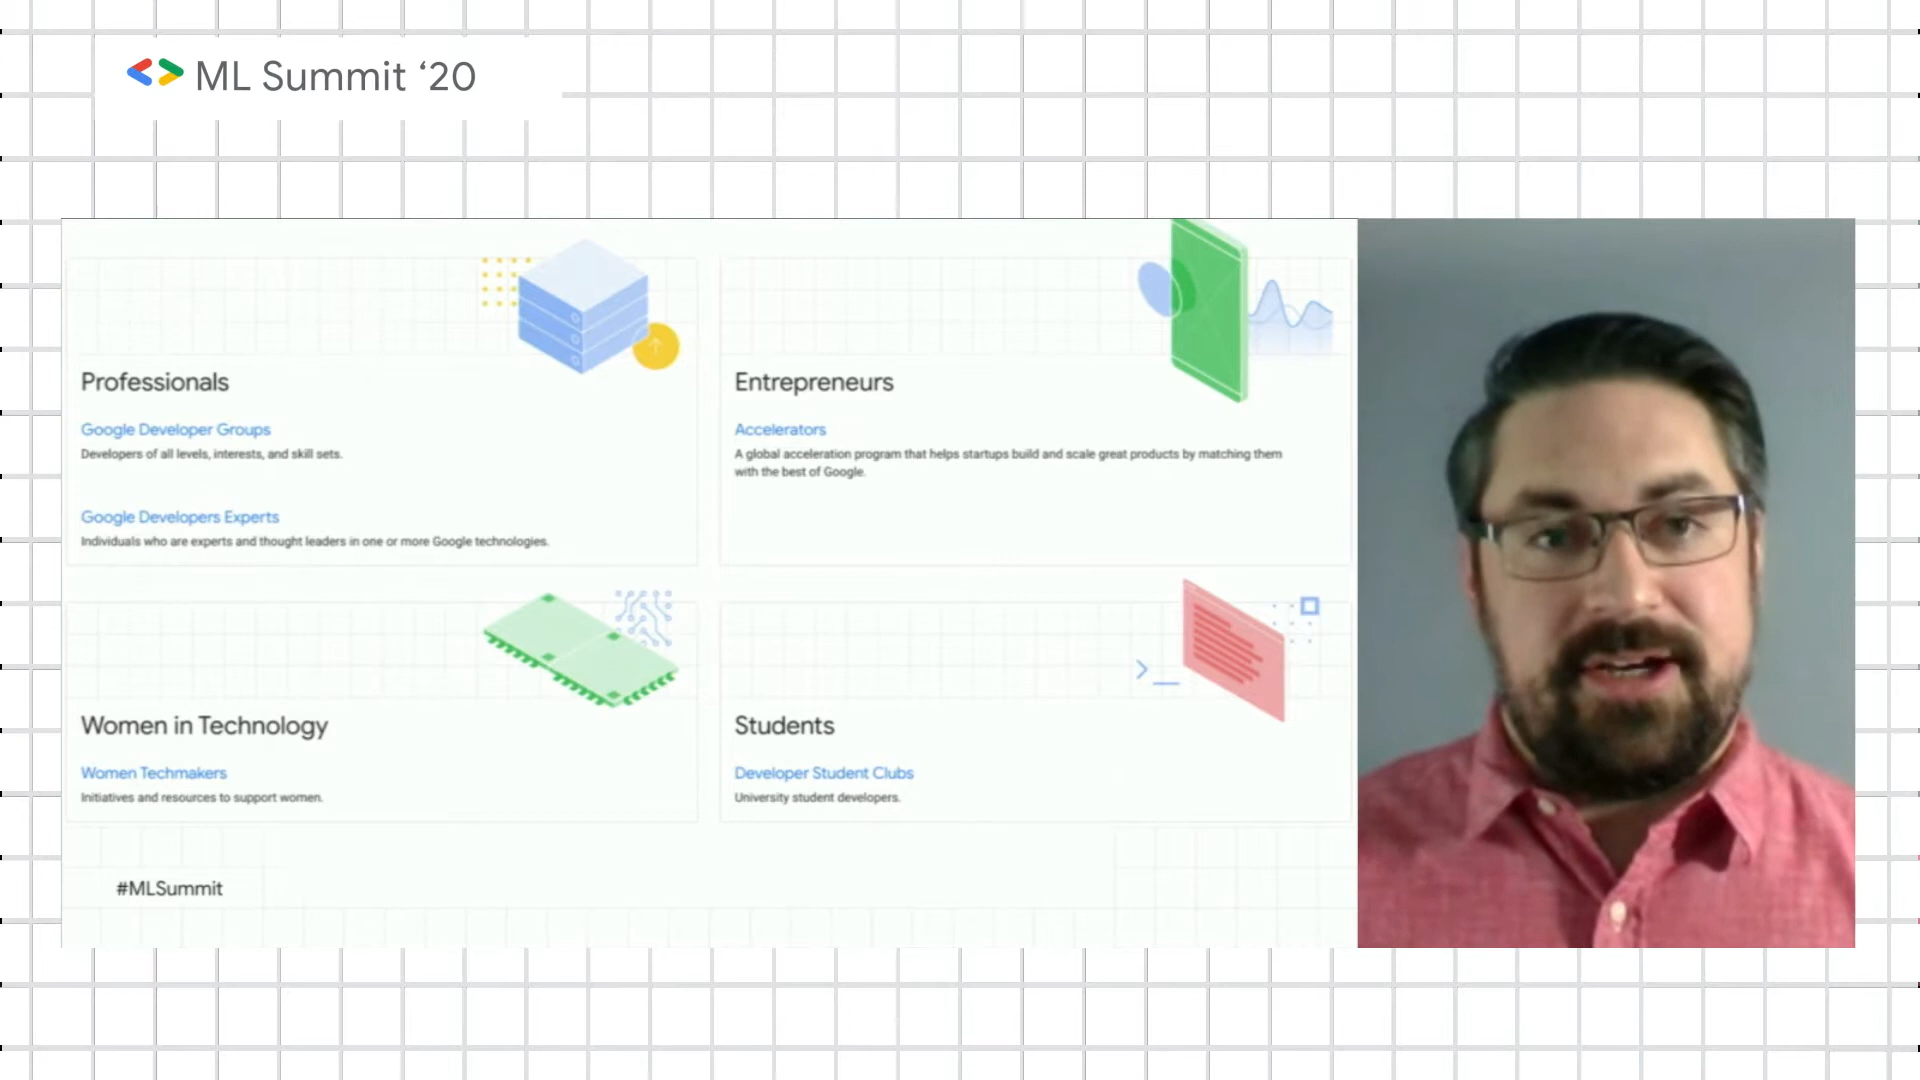 ML Summit ‘20
Professionals
Google Developer Groups
Developers of all levels, interests, and skill sets.
Google Developers Experts
Individuals who are experts and thought leaders in one or more Google technologies.
Entrepreneurs
Accelerators
A global acceleration program that helps startups build and scale great products by matching them
with the best of Google.
Women in Technology
Women Techmakers
Initiatives and resources to support women.
Students
Developer Student Clubs
University student developers.
#MLSummit